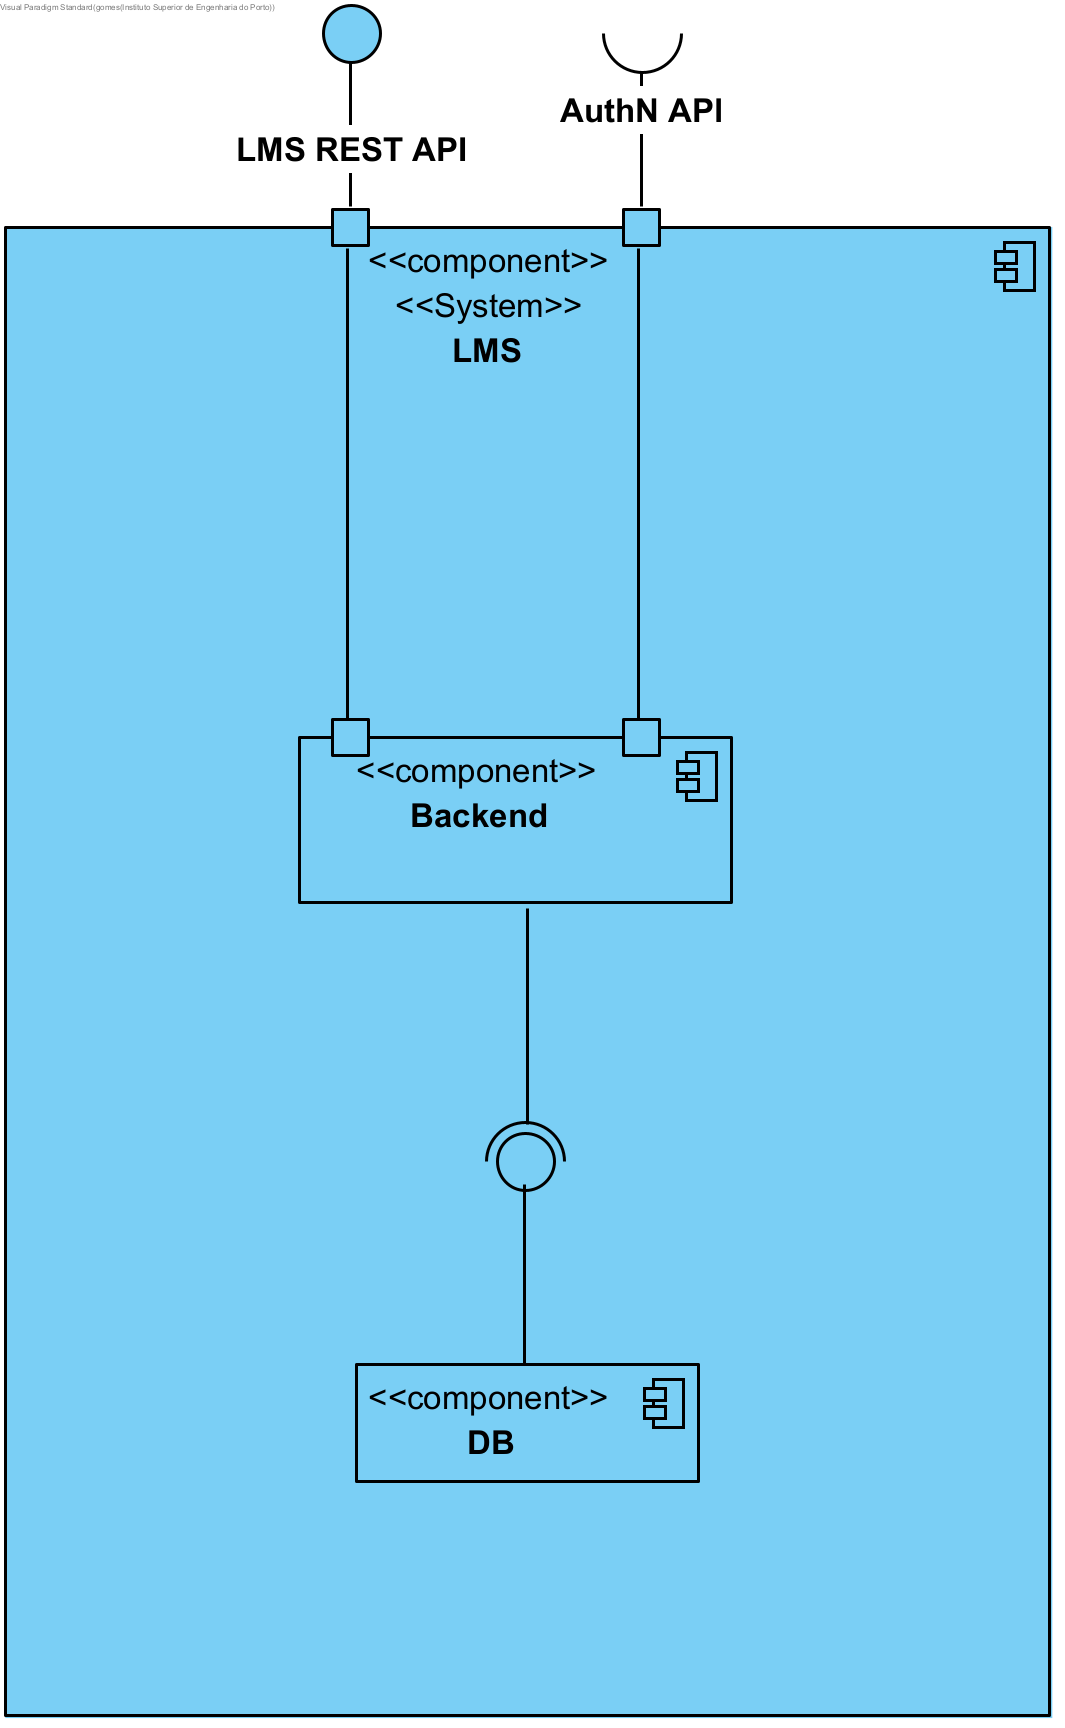 Visual Paradigm Standard(gomes(Instituto Superior de Engenharia do Porto))
AuthN API
LMS REST API
<<component>>
<<System>>
LMS
<<component>>
Backend
<<component>>
DB